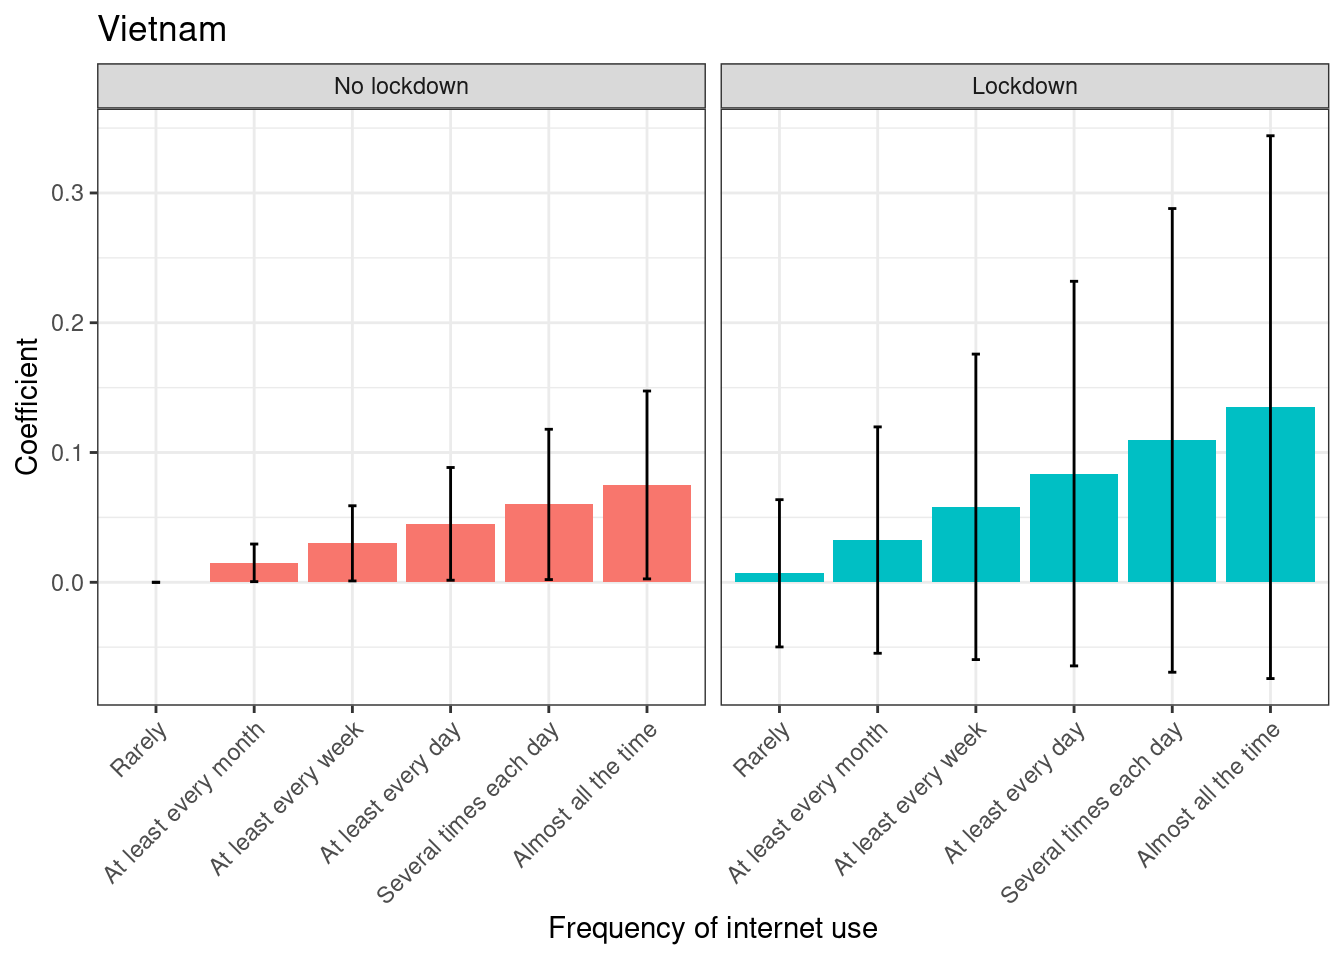 Vietnam
No lockdown
Lockdown
Coefficient
0.3
0.2
0.1
0.0
Rarely
At least every month
At least every week
At least every day
Several times each day
Almost all the time
Rarely
At least every month
At least every week
At least every day
Several times each day
Almost all the time
Frequency of internet use